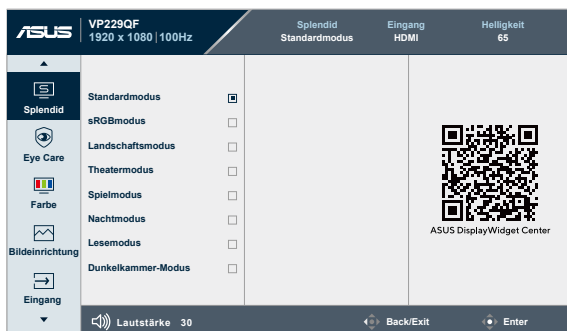 ASUS
VP229QF
1920 x 1080 | 100Hz
Splendid
Standardmodus
Eingang
HDMI
Helligkeit
65
Splendid
Eye Care
Farbe
Bildeinrichtung
Eingang
Standardmodus
sRGBmodus
Landschaftsmodus
Theatermodus
Spielmodus
Nachtmodus
Lesemodus
Dunkelkammer-Modus
ASUS DisplayWidget Center
Lautstärke 30
Back/Exit
Enter